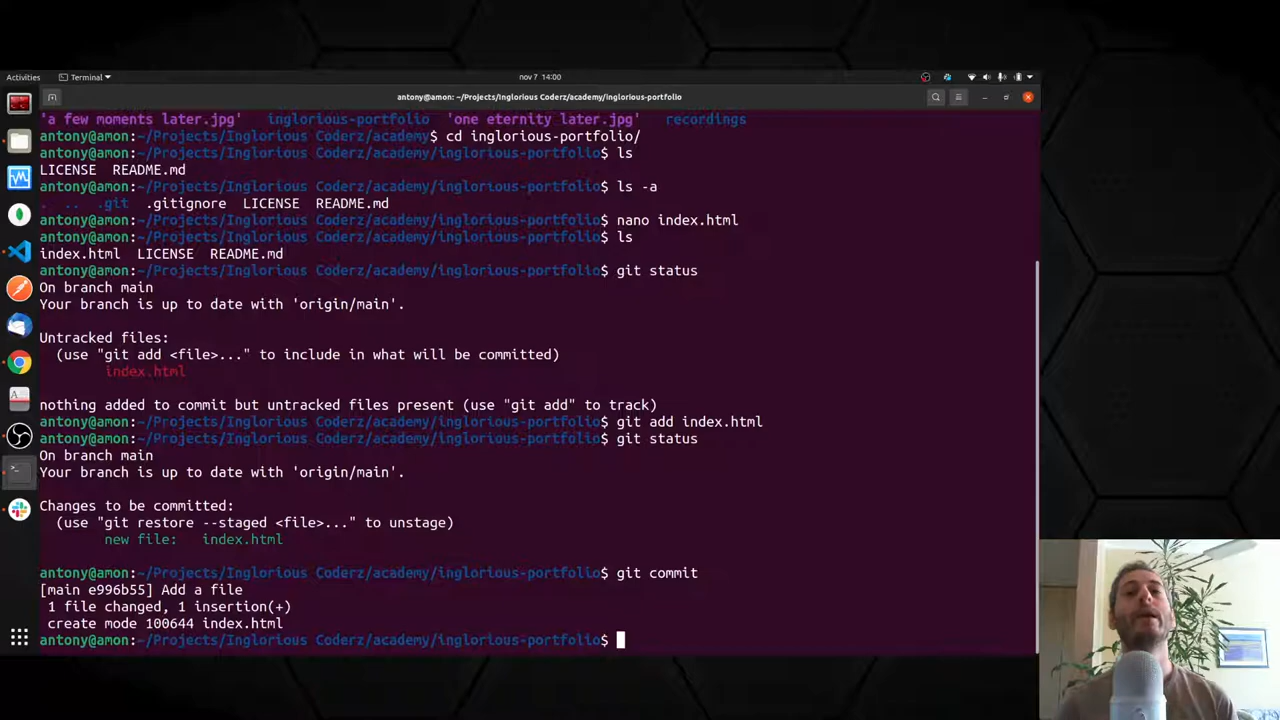 Activities
Terminal
nov 7 14:00
antony@amon: ~/Projects/Inglorious Coderz/academy/inglorious-portfolio
'a few moments later.jpg' inglorious-portfolio 'one eternity later.jpg' recordings
antony@amon:~/Projects/Inglorious Coderz/academy$ cd inglorious-portfolio/
antony@amon:~/Projects/Inglorious Coderz/academy/inglorious-portfolio$ ls
LICENSE README.md
antony@amon:~/Projects/Inglorious Coderz/academy/inglorious-portfolio$ ls -a
. .. .git .gitignore LICENSE README.md
antony@amon:~/Projects/Inglorious Coderz/academy/inglorious-portfolio$ nano index.html
antony@amon:~/Projects/Inglorious Coderz/academy/inglorious-portfolio$ ls
index.html LICENSE README.md
antony@amon:~/Projects/Inglorious Coderz/academy/inglorious-portfolio$ git status
On branch main
Your branch is up to date with 'origin/main'.
Untracked files:
(use "git add <file>..." to include in what will be committed)
index.html
nothing added to commit but untracked files present (use "git add" to track)
antony@amon:~/Projects/Inglorious Coderz/academy/inglorious-portfolio$ git add index.html
antony@amon:~/Projects/Inglorious Coderz/academy/inglorious-portfolio$ git status
On branch main
Your branch is up to date with 'origin/main'.
Changes to be committed:
(use "git restore --staged <file>..." to unstage)
new file: index.html
antony@amon:~/Projects/Inglorious Coderz/academy/inglorious-portfolio$ git commit
[main e996b55] Add a file
1 file changed, 1 insertion(+)
create mode 100644 index.html
antony@amon:~/Projects/Inglorious Coderz/academy/inglorious-portfolio$